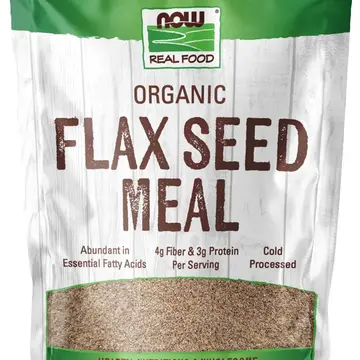 NOW
REAL FOOD
ORGANIC
FLAX SEED
MEAL
Abundant in
Essential Fatty Acids
4g Fiber & 3g Protein
Per Serving
Cold
Processed